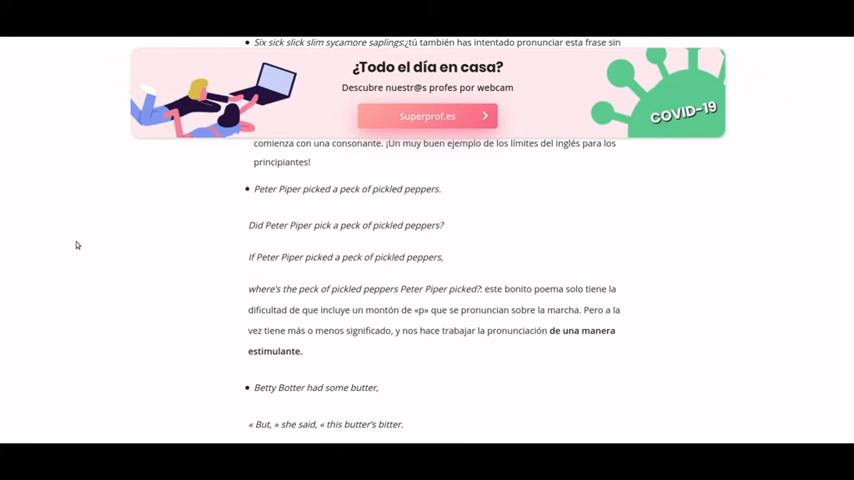 Six sick slick slim sycamore saplings:¿tú también has intentado pronunciar esta frase sin
¿Todo el día en casa?
Descubre nuestr@s profes por webcam
Superprof.es
COVID-19
comienza con una consonante. ¡Un muy buen ejemplo de los límites del inglés para los
principiantes!
Peter Piper picked a peck of pickled peppers.
Did Peter Piper pick a peck of pickled peppers?
If Peter Piper picked a peck of pickled peppers,
where's the peck of pickled peppers Peter Piper picked?: este bonito poema solo tiene la
dificultad de que incluye un montón de «p» que se pronuncian sobre la marcha. Pero a la
vez tiene más o menos significado, y nos hace trabajar la pronunciación de una manera
estimulante.
Betty Botter had some butter,
« But, » she said, « this butter's bitter.